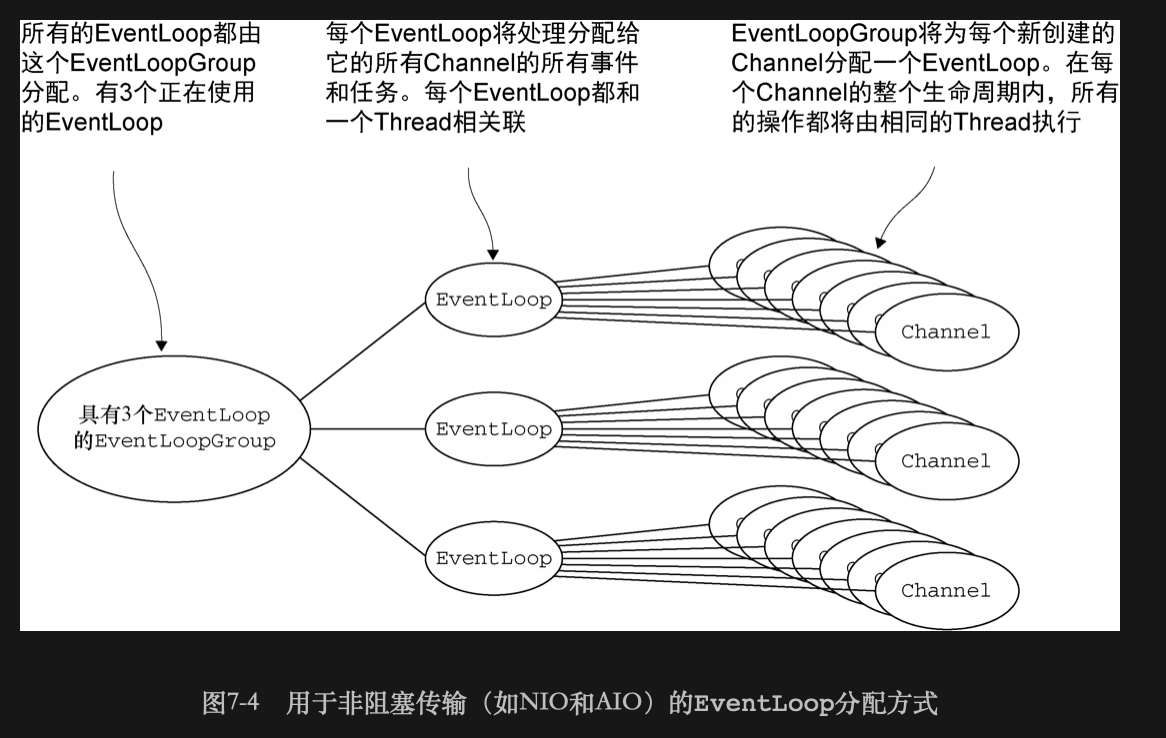 所有的EventLoop都由
这个EventLoopGroup
分配。有3个正在使用
的EventLoop
每个EventLoop将处理分配给
它的所有Channel的所有事件
和任务。每个EventLoop都和
一个Thread相关联
EventLoopGroup将为每个新创建的
Channel分配一个EventLoop。在每
个Channel的整个生命周期内，所有
的操作都将由相同的Thread执行
EventLoop
Channel
具有3个EventLoop
的EventLoopGroup
EventLoop
Channel
EventLoop
Channel
图7-4 用于非阻塞传输（如NIO和AIO）的EventLoop分配方式